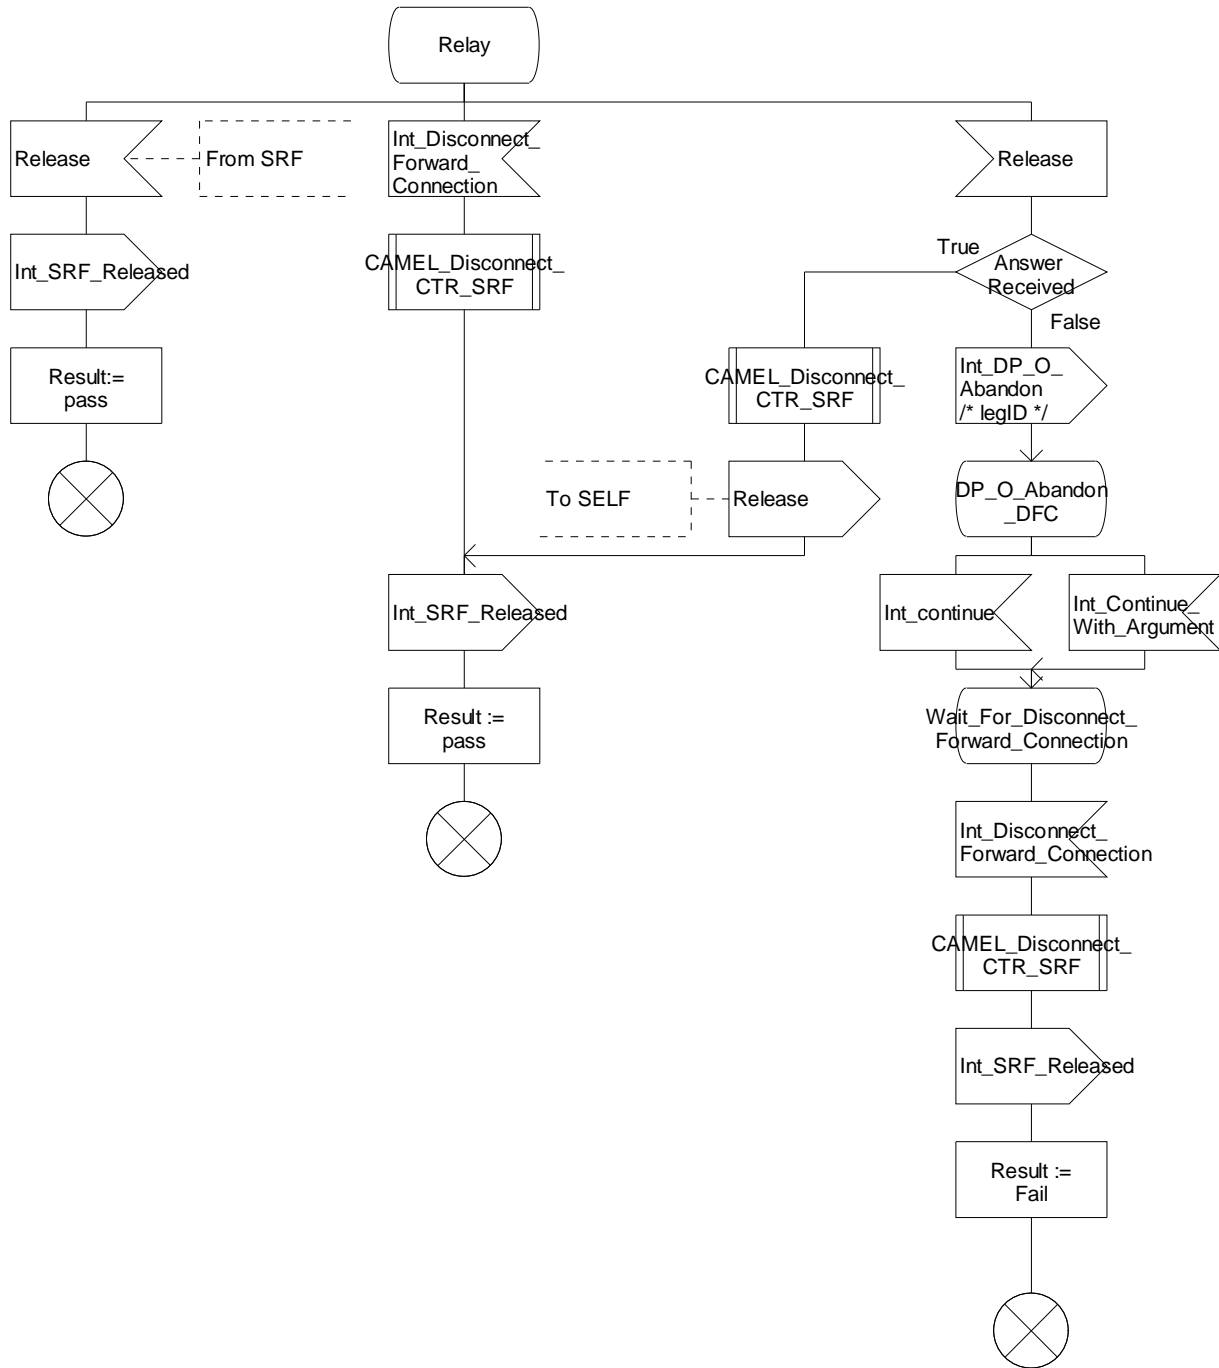 Relay
Release
From SRF
Int_Disconnect_
Forward_
Connection
Release
Int_SRF_Released
CAMEL_Disconnect_
CTR_SRF
True
Answer
Received
False
Result:=
pass
CAMEL_Disconnect_
CTR_SRF
Int_DP_O_
Abandon
/* legID */
To SELF
Release
DP_O_Abandon
_DFC
Int_SRF_Released
Int_continue
Int_Continue_
With_Argument
Result :=
pass
Wait_For_Disconnect_
Forward_Connection
Int_Disconnect_
Forward_Connection
CAMEL_Disconnect_
CTR_SRF
Int_SRF_Released
Result :=
Fail